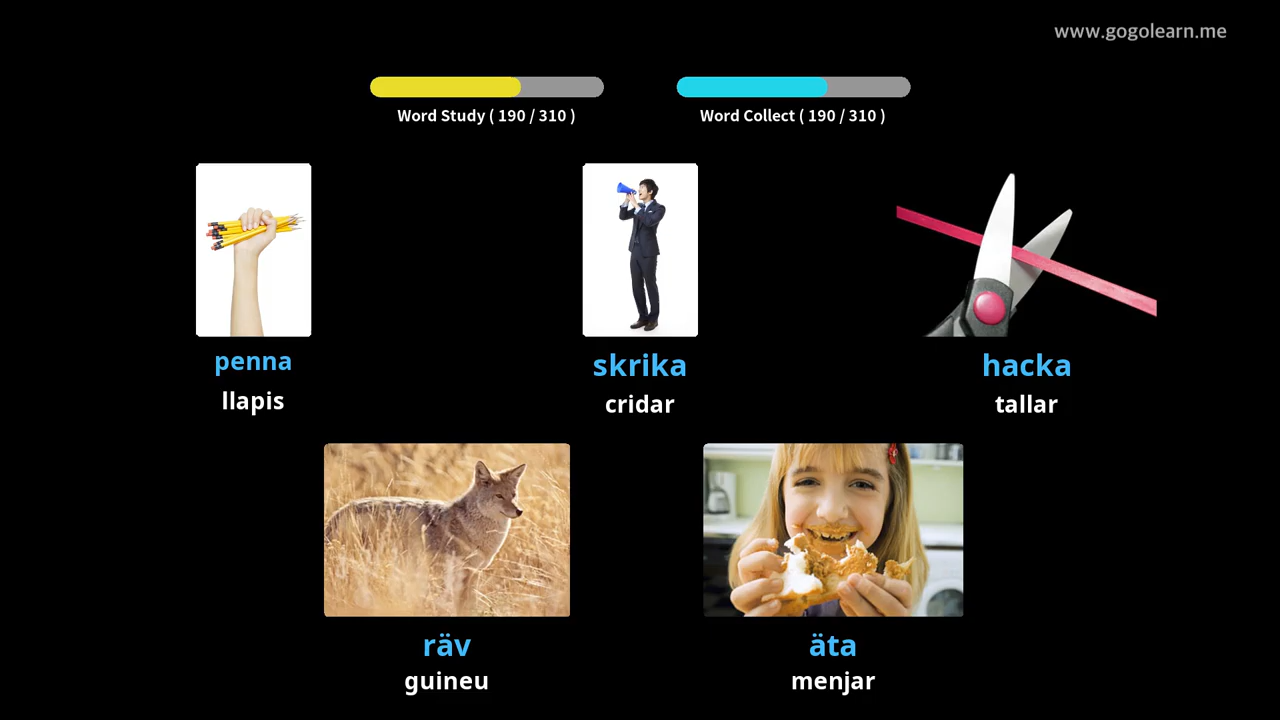 www.gogolearn.me
Word Study ( 190 / 310 )
Word Collect ( 190 / 310 )
penna
llapis
skrika
cridar
hacka
tallar
räv
guineu
äta
menjar